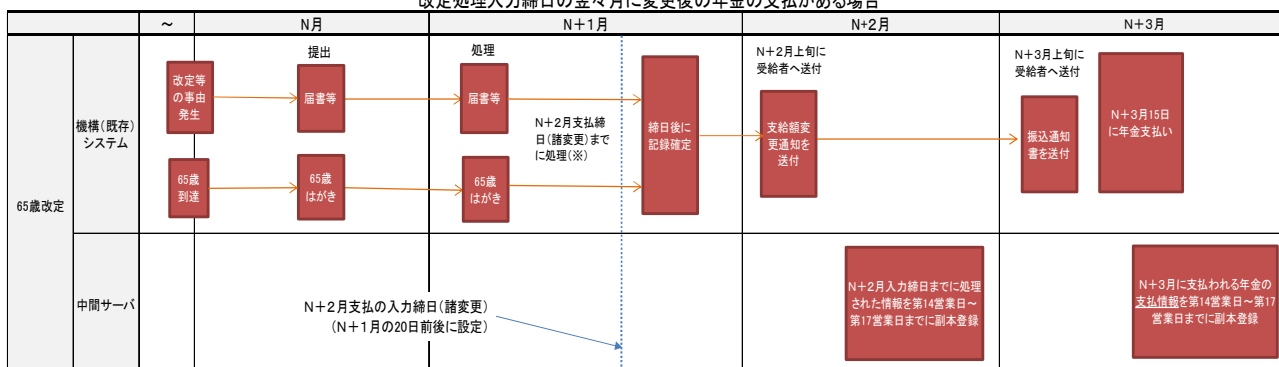 改定処理入力締日の翌々月に変更後の年金の支払がある場合
～
N月
N＋1月
N+2月
N＋3月
65歳改定
機構（既存）
システム
改定等
の事由
発生
提出
届書等
処理
届書等
N＋2月支払締
日（諸変更）まで
に処理（※）
締日後に
記録確定
N＋2月上旬に
受給者へ送付
支給額変
更通知を
送付
N＋3月上旬に
受給者へ送付
振込通知
書を送付
N＋3月15日
に年金支払い
65歳
到達
65歳
はがき
65歳
はがき
中間サーバ
N＋2月支払の入力締日（諸変更）
（N＋1月の20日前後に設定）
N＋2月入力締日までに処理
された情報を第14営業日～
第17営業日までに副本登録
N＋3月に支払われる年金の
支払情報を第14営業日～第17
営業日までに副本登録